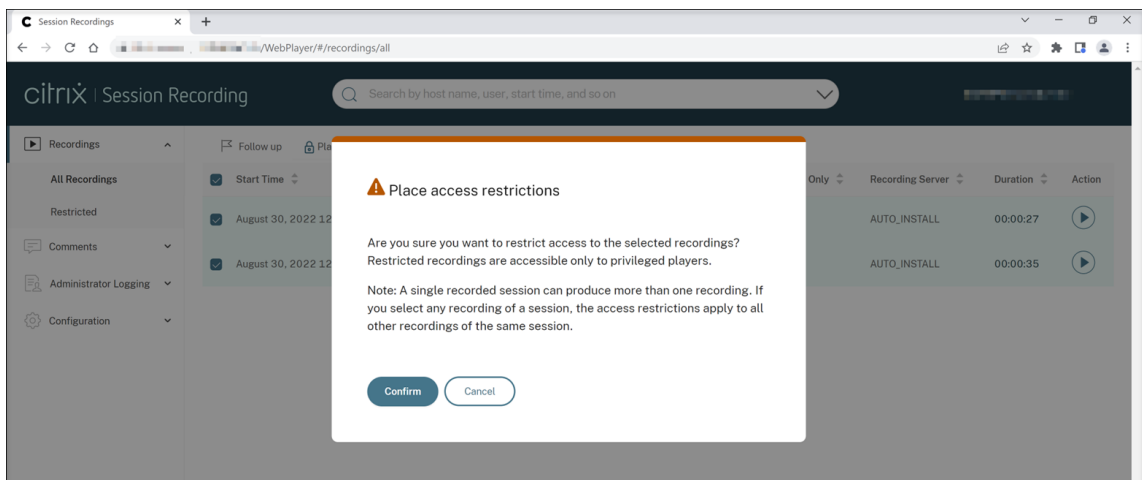 Session Recordings
/WebPlayer/#/recordings/all
citrix | Session Recording
Search by host name, user, start time, and so on
Recordings
Follow up
Pla
All Recordings
Start Time
Only
Recording Server
Duration
Action
Restricted
August 30, 2022 12
AUTO_INSTALL
00:00:27
Comments
August 30, 2022 12
AUTO_INSTALL
00:00:35
Administrator Logging
Configuration
Place access restrictions
Are you sure you want to restrict access to the selected recordings?
Restricted recordings are accessible only to privileged players.
Note: A single recorded session can produce more than one recording. If
you select any recording of a session, the access restrictions apply to all
other recordings of the same session.
Confirm
Cancel